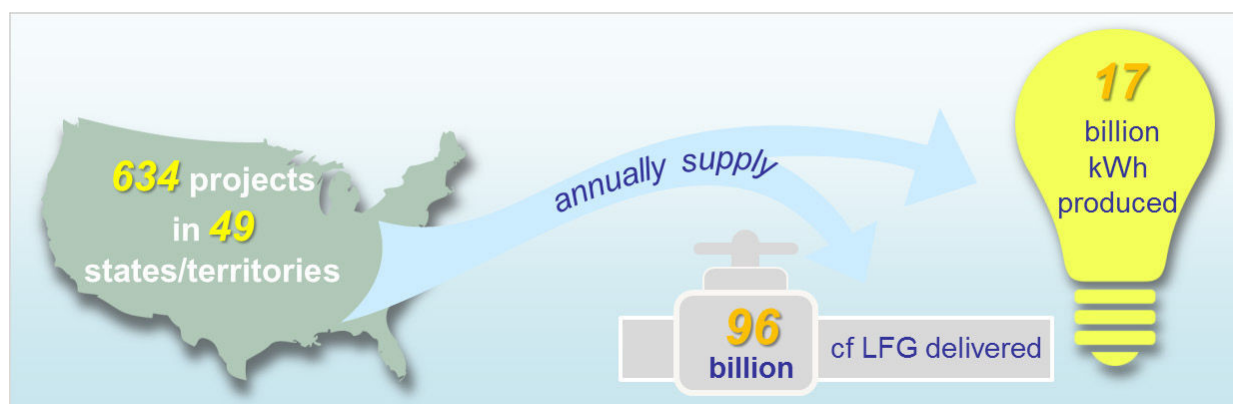 634 projects
in 49
states/territories
annually supply
96
billion
cf LFG delivered
17
billion
kWh
produced